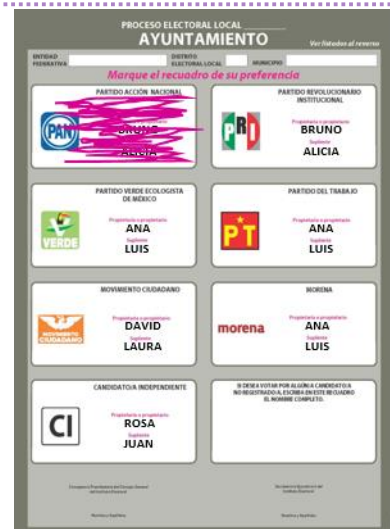 PROCESO ELECTORAL LOCAL
AYUNTAMIENTO
Ver listados al reverso
ENTIDAD FEDERATIVA
DISTRITO ELECTORAL LOCAL
MUNICIPIO
Marque el recuadro de su preferencia
PARTIDO ACCIÓN NACIONAL
PAN
BRUNO
ALICIA
PARTIDO REVOLUCIONARIO
INSTITUCIONAL
PRI
Propietaria o propietario
BRUNO
Suplente
ALICIA
PARTIDO VERDE ECOLOGISTA
DE MÉXICO
VERDE
Propietaria o propietario
ANA
Suplente
LUIS
PARTIDO DEL TRABAJO
PT
Propietaria o propietario
ANA
Suplente
LUIS
MOVIMIENTO CIUDADANO
MOVIMIENTO
CIUDADANO
Propietaria o propietario
DAVID
Suplente
LAURA
MORENA
morena
Propietaria o propietario
ANA
Suplente
LUIS
CANDIDATO/A INDEPENDIENTE
CI
Propietaria o propietario
ROSA
Suplente
JUAN
SI DESEA VOTAR POR ALGÚN/A CANDIDATO/A
NO REGISTRADO/A, ESCRIBA EN ESTE RECUADRO
EL NOMBRE COMPLETO.